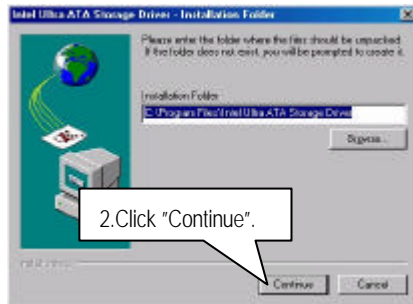 Intel Ultra ATA Storage Driver - Installation Folder
Please enter the folder where the files should be unpacked.
If the folder does not exist, you will be prompted to create it.
Installation Folder
C:\Program Files\Intel Ultra ATA Storage Driver
Browse...
2.Click "Continue".
Continue
Cancel